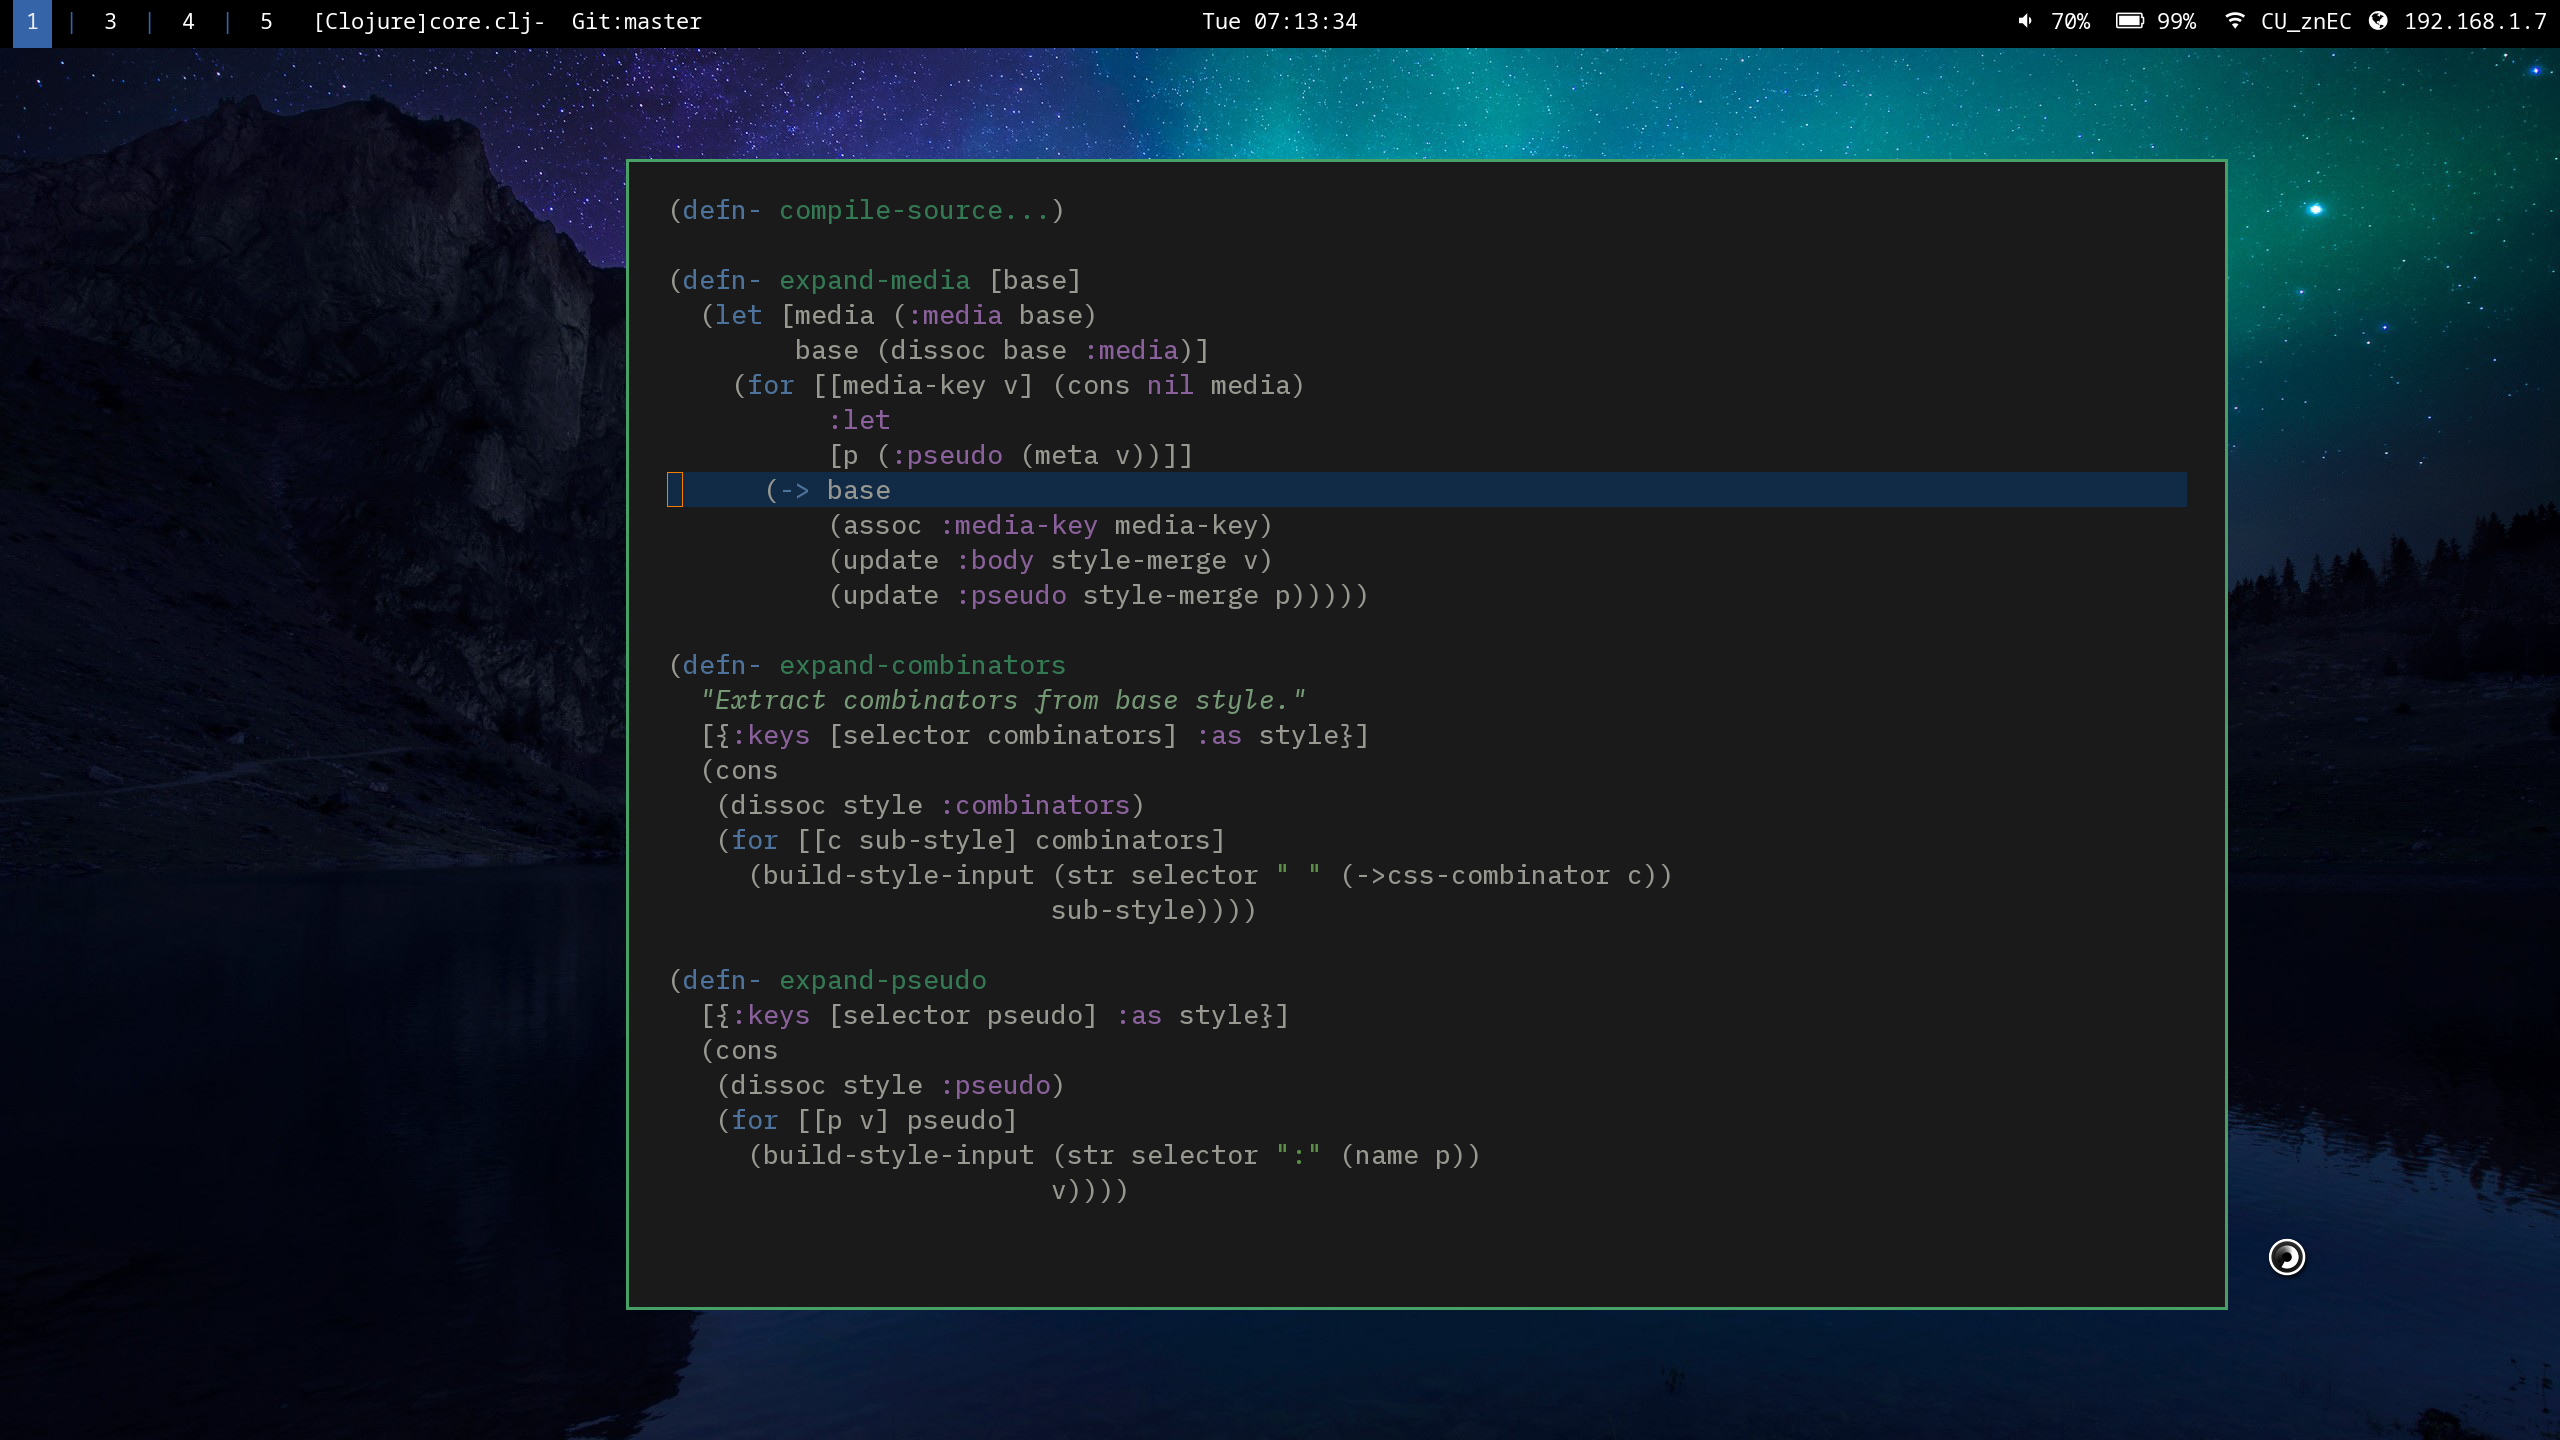 1 | 3 | 4 | 5 [Clojure]core.clj- Git:master Tue 07:13:34 70% 99% CU_znEC 192.168.1.7
(defn- compile-source...)
(defn- expand-media [base]
(let [media (:media base)
base (dissoc base :media)]
(for [[media-key v] (cons nil media)
:let
[p (:pseudo (meta v))]]
(-> base
(assoc :media-key media-key)
(update :body style-merge v)
(update :pseudo style-merge p)))))
(defn- expand-combinators
"Extract combinators from base style."
[{:keys [selector combinators] :as style}]
(cons
(dissoc style :combinators)
(for [[c sub-style] combinators]
(build-style-input (str selector " " (->css-combinator c))
sub-style))))
(defn- expand-pseudo
[{:keys [selector pseudo] :as style}]
(cons
(dissoc style :pseudo)
(for [[p v] pseudo]
(build-style-input (str selector ":" (name p))
v))))